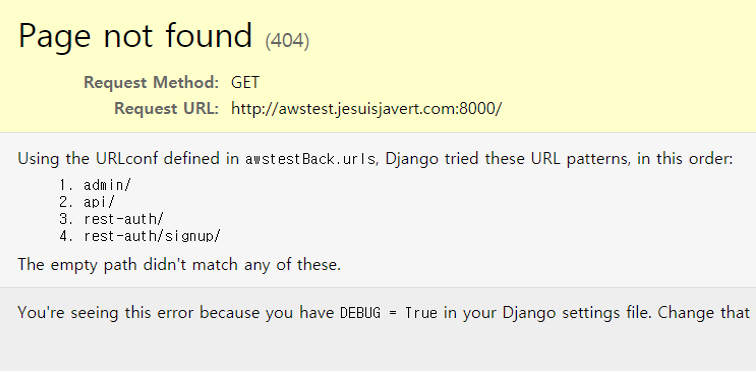 Page not found (404)
Request Method: GET
Request URL: http://awstest.jesuisjavert.com:8000/
Using the URLconf defined in awstestBack.urls, Django tried these URL patterns, in this order:
1. admin/
2. api/
3. rest-auth/
4. rest-auth/signup/
The empty path didn't match any of these.
You're seeing this error because you have DEBUG = True in your Django settings file. Change that